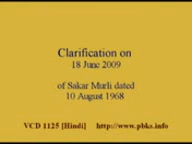 Clarification on
18 June 2009
of Sakar Murli dated
10 August 1968
VCD 1125 [Hindi] http://www.pbks.info